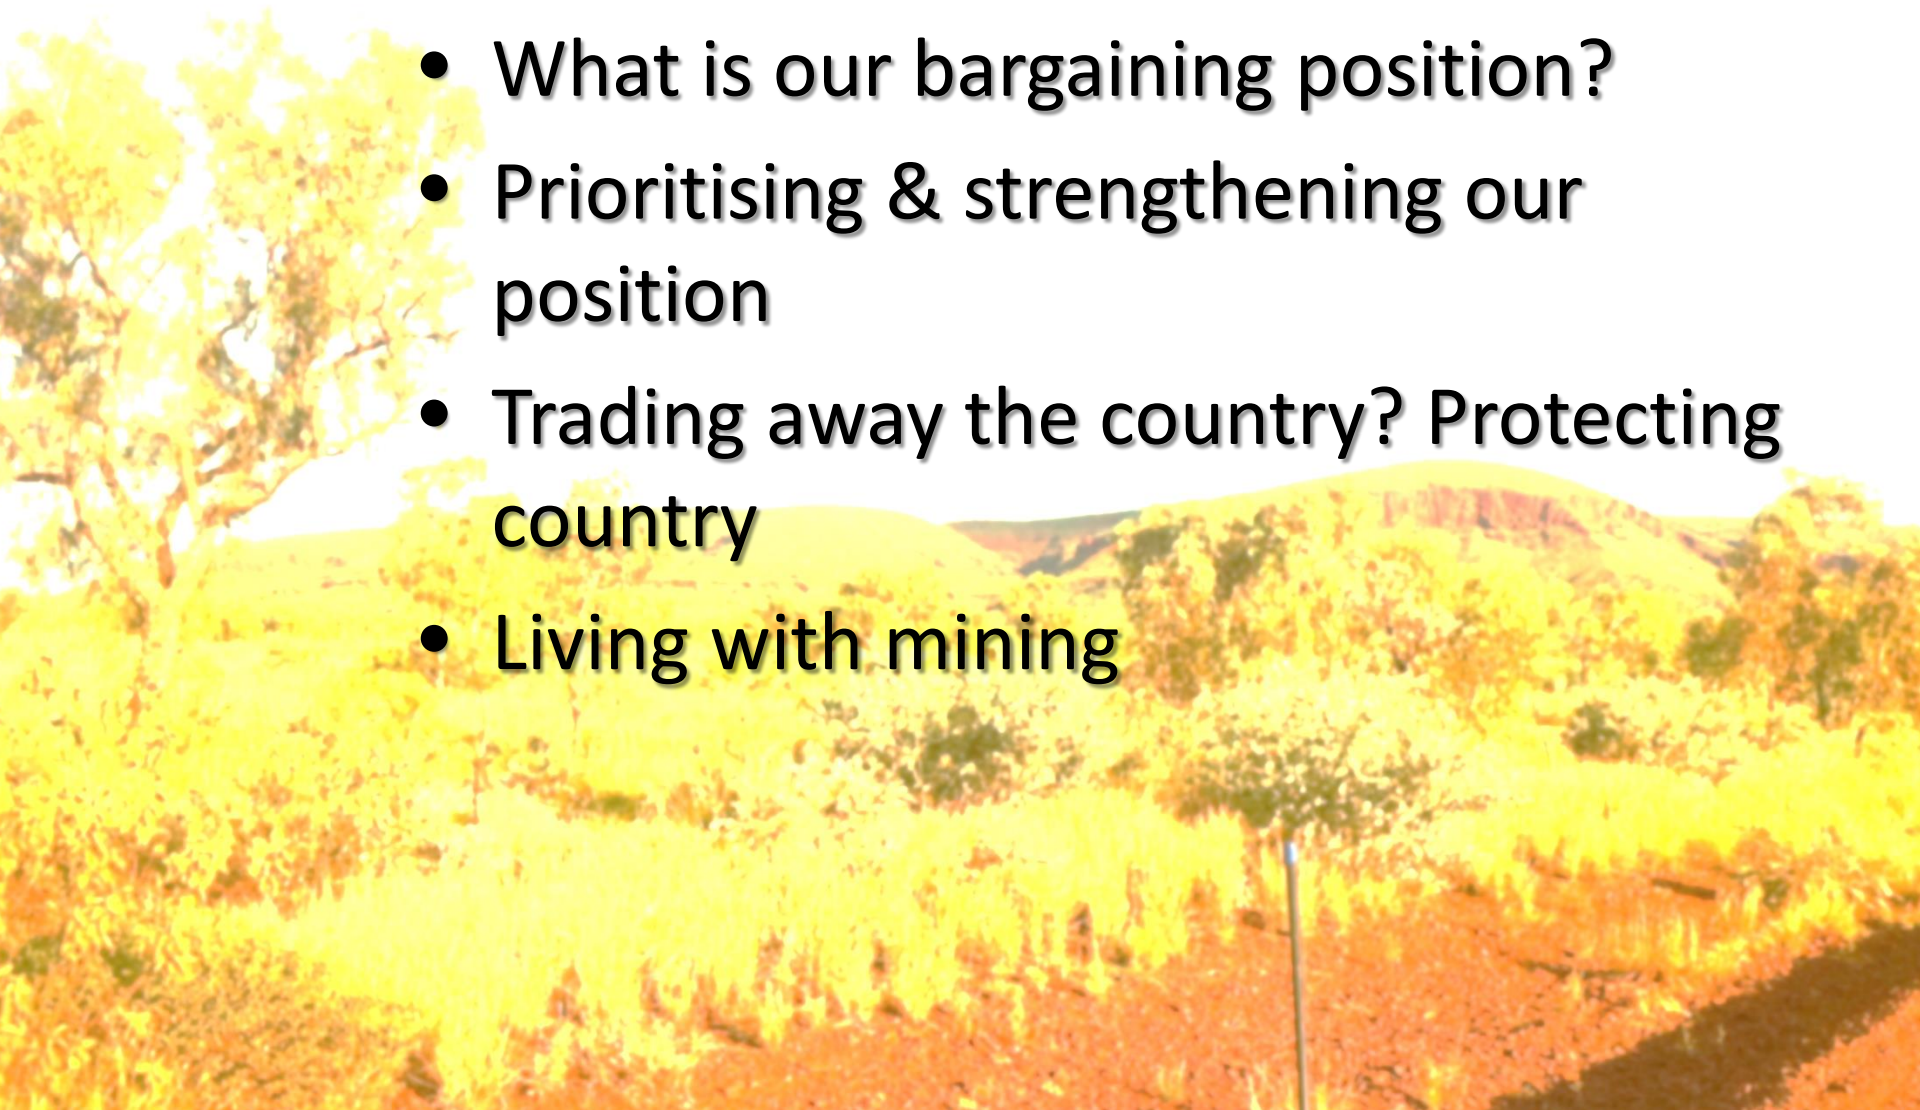 • What is our bargaining position?
• Prioritising & strengthening our
position
• Trading away the country? Protecting
country
• Living with mining